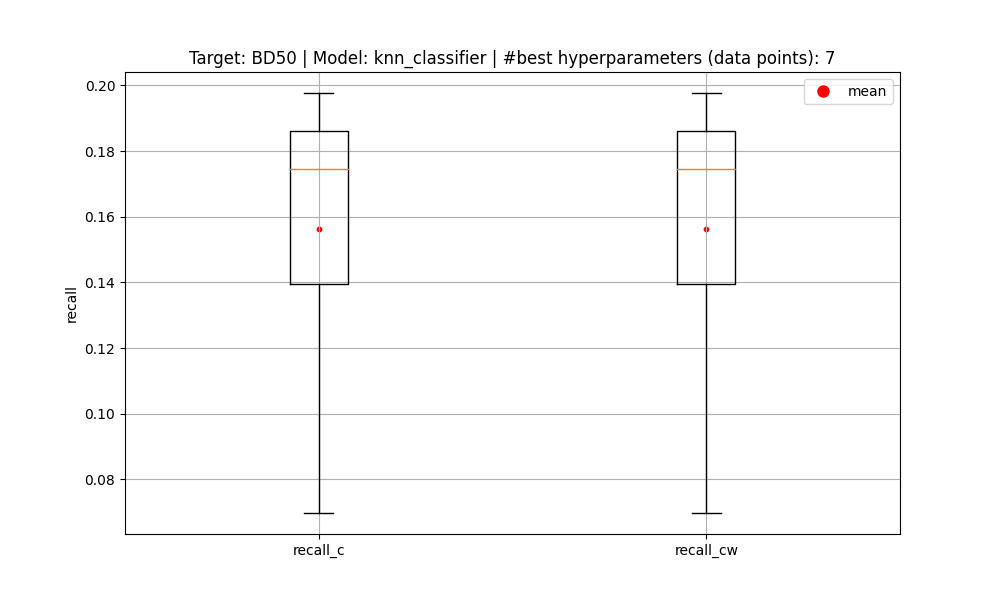 Target: BD50 | Model: knn_classifier | #best hyperparameters (data points): 7
mean
0.20
0.18
0.16
0.14
0.12
0.10
0.08
recall
recall_c
recall_cw